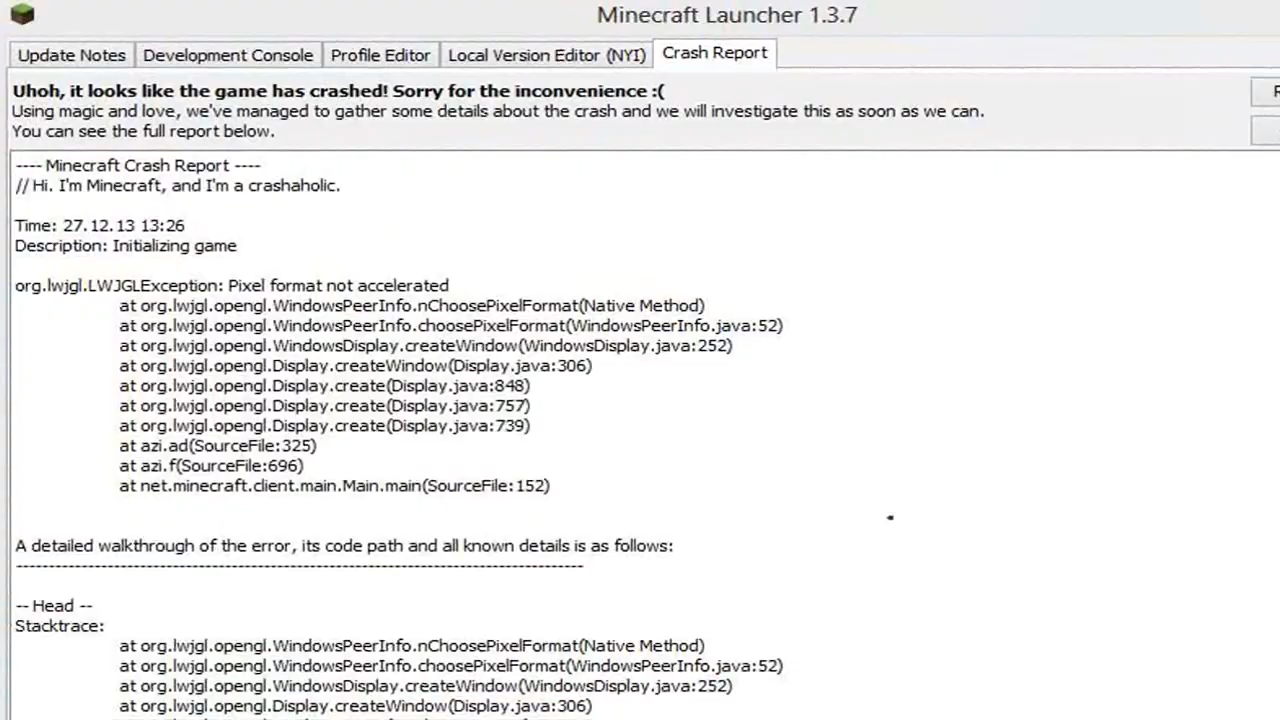 Minecraft Launcher 1.3.7
Update Notes Development Console Profile Editor Local Version Editor (NYI) Crash Report
Uhoh, it looks like the game has crashed! Sorry for the inconvenience :(
Using magic and love, we've managed to gather some details about the crash and we will investigate this as soon as we can.
You can see the full report below.
---- Minecraft Crash Report ----
// Hi. I'm Minecraft, and I'm a crashaholic.
Time: 27.12.13 13:26
Description: Initializing game
org.lwjgl.LWJGLException: Pixel format not accelerated
at org.lwjgl.opengl.WindowsPeerInfo.nChoosePixelFormat(Native Method)
at org.lwjgl.opengl.WindowsPeerInfo.choosePixelFormat(WindowsPeerInfo.java:52)
at org.lwjgl.opengl.WindowsDisplay.createWindow(WindowsDisplay.java:252)
at org.lwjgl.opengl.Display.createWindow(Display.java:306)
at org.lwjgl.opengl.Display.create(Display.java:848)
at org.lwjgl.opengl.Display.create(Display.java:757)
at org.lwjgl.opengl.Display.create(Display.java:739)
at azi.ad(SourceFile:325)
at azi.f(SourceFile:696)
at net.minecraft.client.main.Main.main(SourceFile:152)
A detailed walkthrough of the error, its code path and all known details is as follows:
---------------------------------------------------------------------------------------
-- Head --
Stacktrace:
at org.lwjgl.opengl.WindowsPeerInfo.nChoosePixelFormat(Native Method)
at org.lwjgl.opengl.WindowsPeerInfo.choosePixelFormat(WindowsPeerInfo.java:52)
at org.lwjgl.opengl.WindowsDisplay.createWindow(WindowsDisplay.java:252)
at org.lwjgl.opengl.Display.createWindow(Display.java:306)